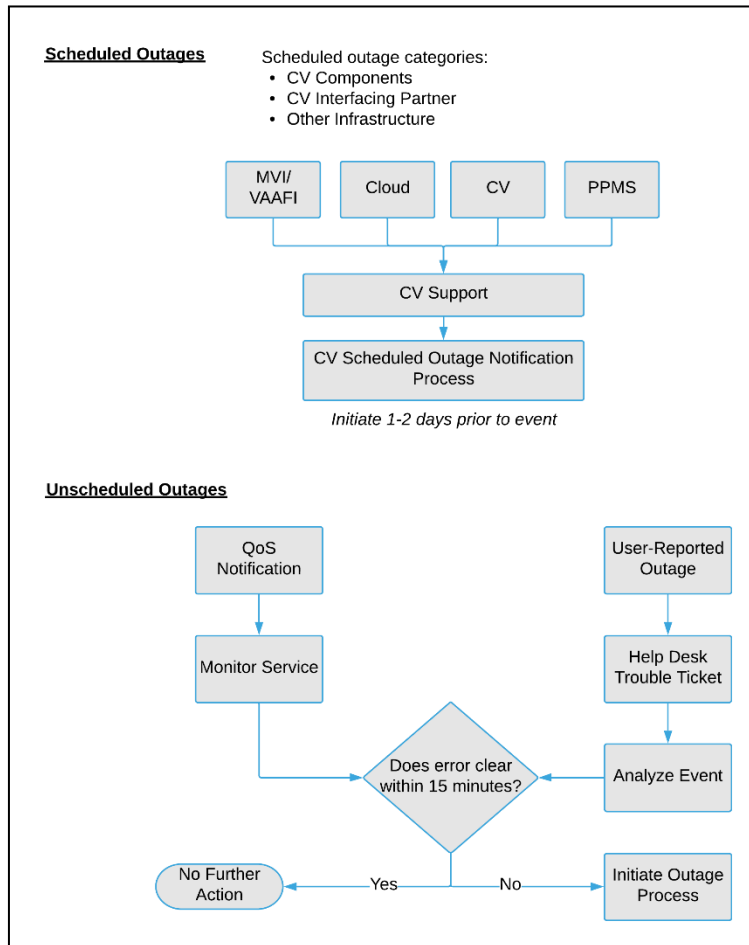 Scheduled Outages
Scheduled outage categories:
• CV Components
• CV Interfacing Partner
• Other Infrastructure
MVI/
VAAFI
Cloud
CV
PPMS
CV Support
CV Scheduled Outage Notification
Process
Initiate 1-2 days prior to event
Unscheduled Outages
QoS
Notification
User-Reported
Outage
Monitor Service
Help Desk
Trouble Ticket
Does error clear
within 15 minutes?
Analyze Event
No Further
Action
Yes
No
Initiate Outage
Process